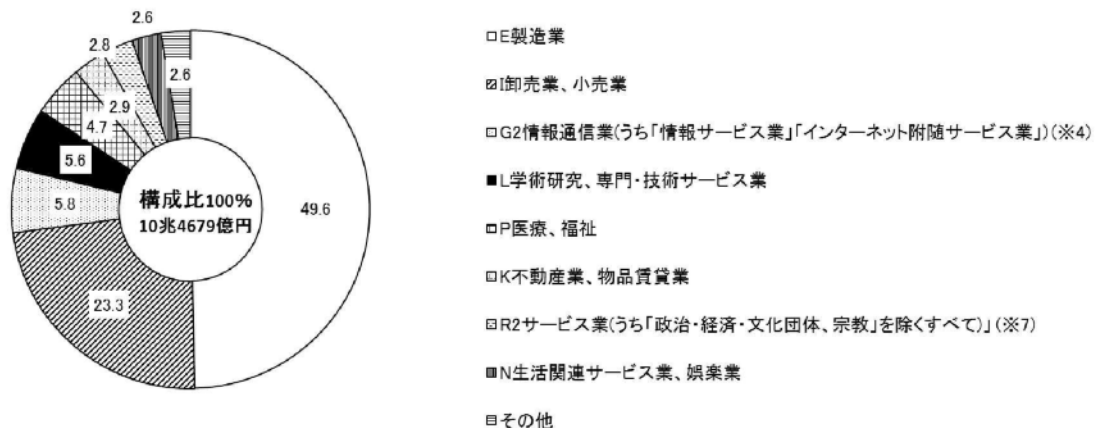 2.6
2.8
2.6
2.9
4.7
5.6
5.8
23.3
49.6
構成比100%
10兆4679億円
E製造業
I卸売業、小売業
G2情報通信業(うち「情報サービス業」「インターネット附随サービス業」)(※4)
L学術研究、専門・技術サービス業
P医療、福祉
K不動産業、物品賃貸業
R2サービス業(うち「政治・経済・文化団体、宗教」を除くすべて)」(※7)
N生活関連サービス業、娯楽業
その他